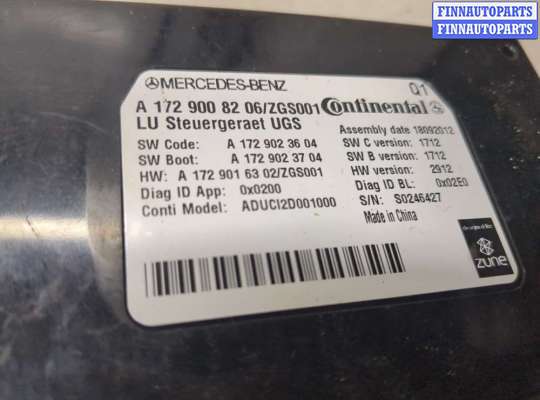 FINNAUTOPARTS
FINNAUTOPARTS
MERCEDES-BENZ Q1
A 172 900 82 06/ZGS001 Continental
LU Steuergeraet UGS Assembly date 18092012
SW Code: A 172 902 36 04 SW C version: 1712
SW Boot: A 172 902 37 04 SW B version: 1712
HW: A 172 901 63 02/ZGS001 HW version: 2912
Diag ID App: 0x0200 Diag ID BL: 0x02E0
Conti Model: ADUCI2D001000 S/N: S0246427
Made in China
zune